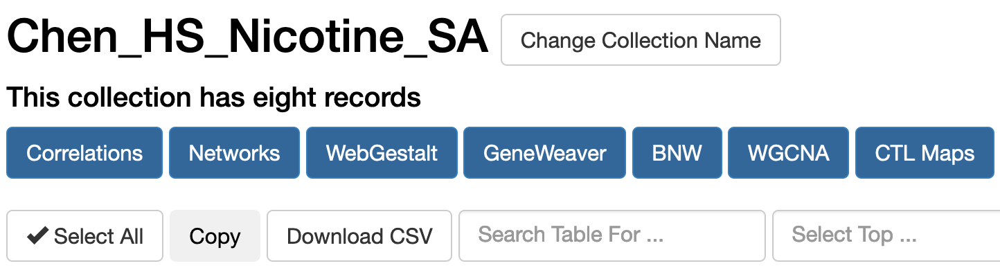 Chen_HS_Nicotine_SA Change Collection Name
This collection has eight records
Correlations Networks WebGestalt GeneWeaver BNW WGCNA CTL Maps
Select All Copy Download CSV Search Table For ... Select Top ...